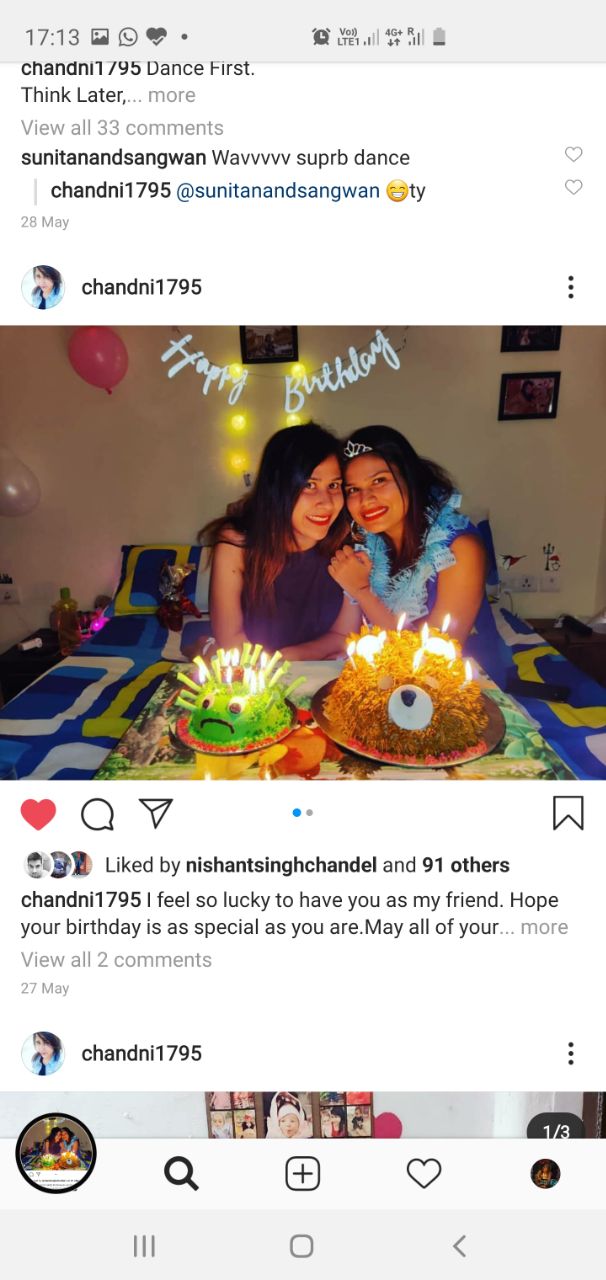 17:13
Vo)) LTE1 4G+ R
chandni1795 Dance First.
Think Later,... more
View all 33 comments
sunitanandsangwan Wavvvvv suprb dance
chandni1795 @sunitanandsangwan 😁ty
28 May
chandni1795
Happy Birthday
Liked by nishantsinghchandel and 91 others
chandni1795 I feel so lucky to have you as my friend. Hope
your birthday is as special as you are.May all of your... more
View all 2 comments
27 May
chandni1795
1/3